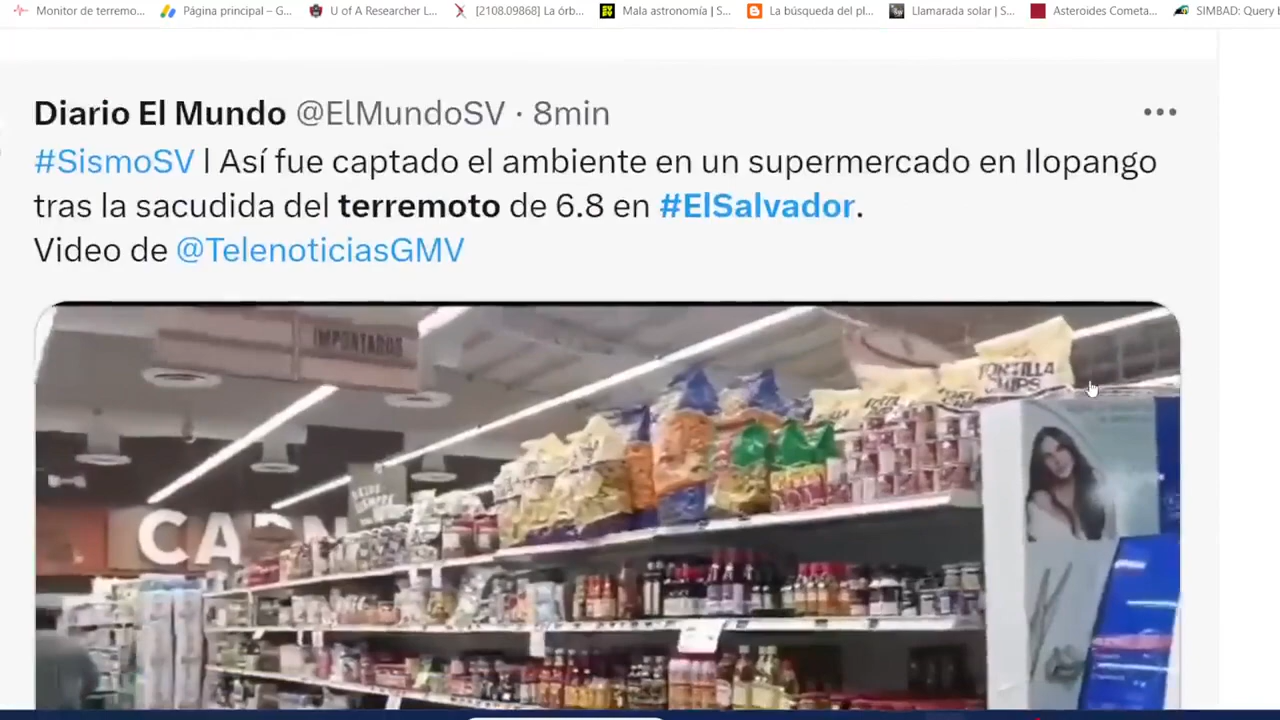 Monitor de terremo... Página principal – G... U of A Researcher L... [2108.09868] La órb... Mala astronomía | S... La búsqueda del pl... Llamarada solar | S... Asteroides Cometa... SIMBAD: Query
Diario El Mundo @ElMundoSV · 8min
#SismoSV | Así fue captado el ambiente en un supermercado en Ilopango
tras la sacudida del terremoto de 6.8 en #ElSalvador.
Video de @TelenoticiasGMV
IMPORTADOS
TORTILLA
CHIPS